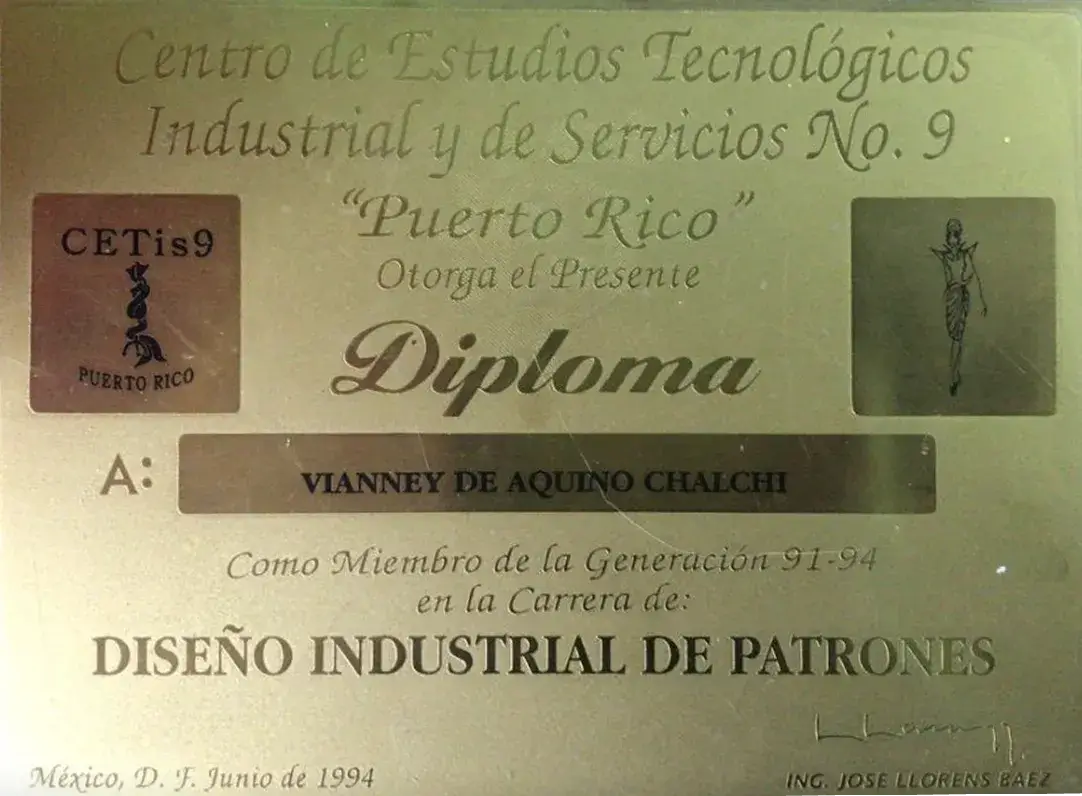 Centro de Estudios Tecnológicos
Industrial y de Servicios No. 9
"Puerto Rico"
CETis9
PUERTO RICO
Otorga el Presente
Diploma
A: VIANNEY DE AQUINO CHALCHI
Como Miembro de la Generación 91-94
en la Carrera de:
DISEÑO INDUSTRIAL DE PATRONES
México, D. F. Junio de 1994
ING. JOSE LLORENS BAEZ